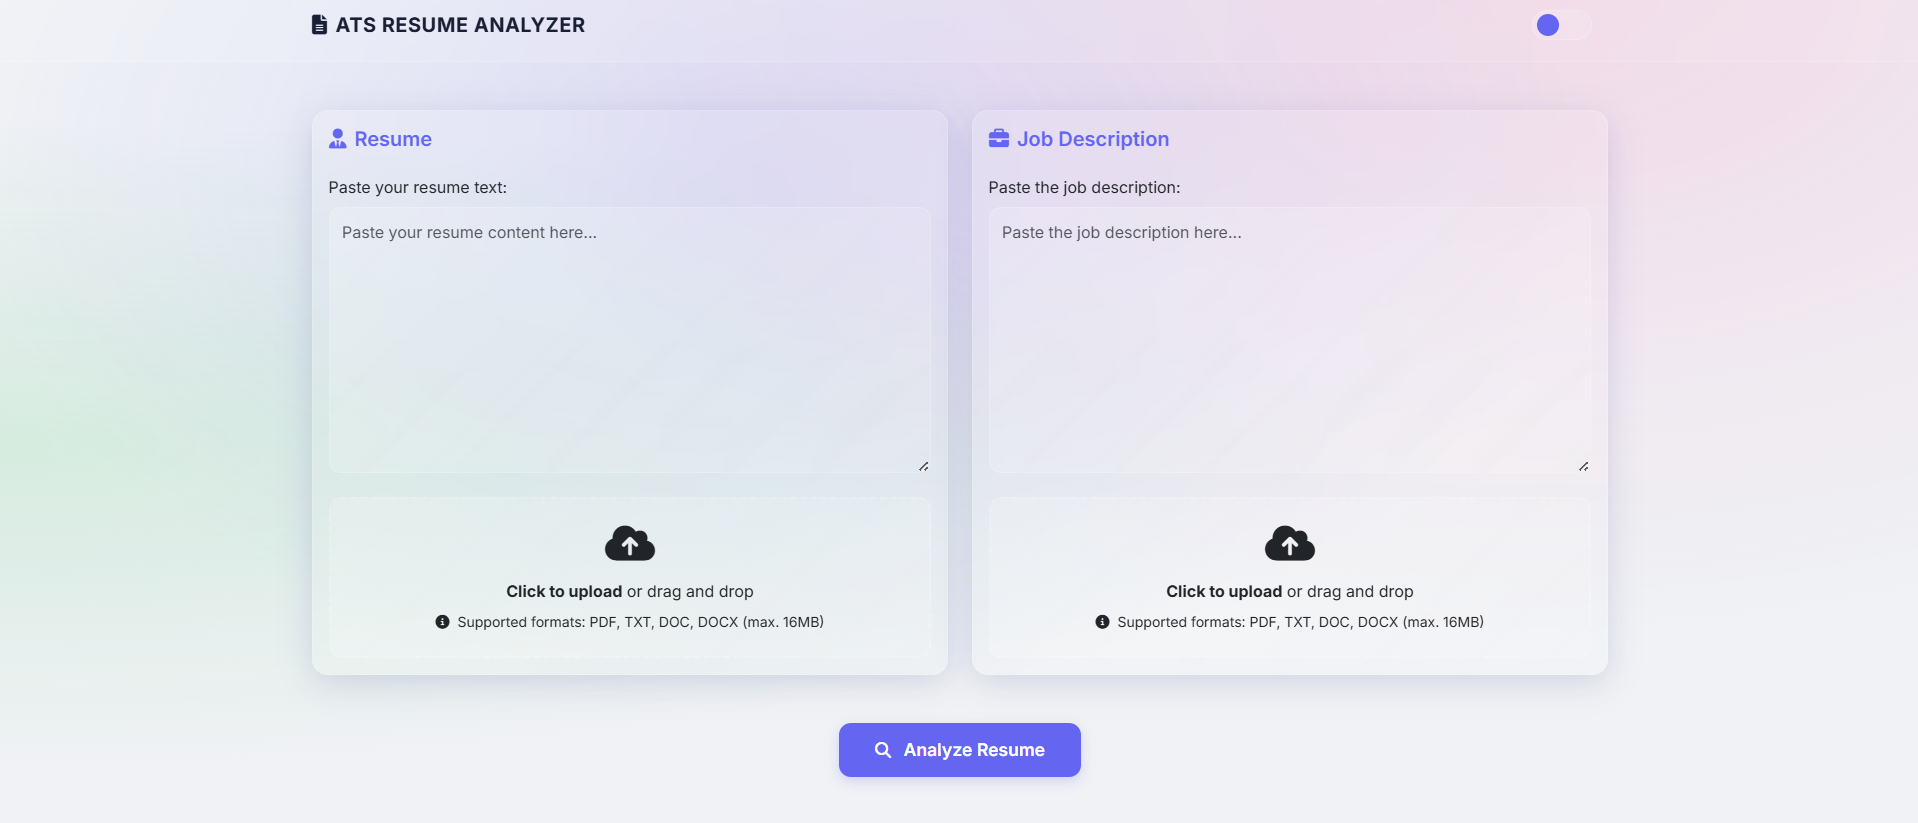 ATS RESUME ANALYZER
Resume
Paste your resume text:
Paste your resume content here...
Click to upload or drag and drop
Supported formats: PDF, TXT, DOC, DOCX (max. 16MB)
Job Description
Paste the job description:
Paste the job description here...
Click to upload or drag and drop
Supported formats: PDF, TXT, DOC, DOCX (max. 16MB)
Analyze Resume